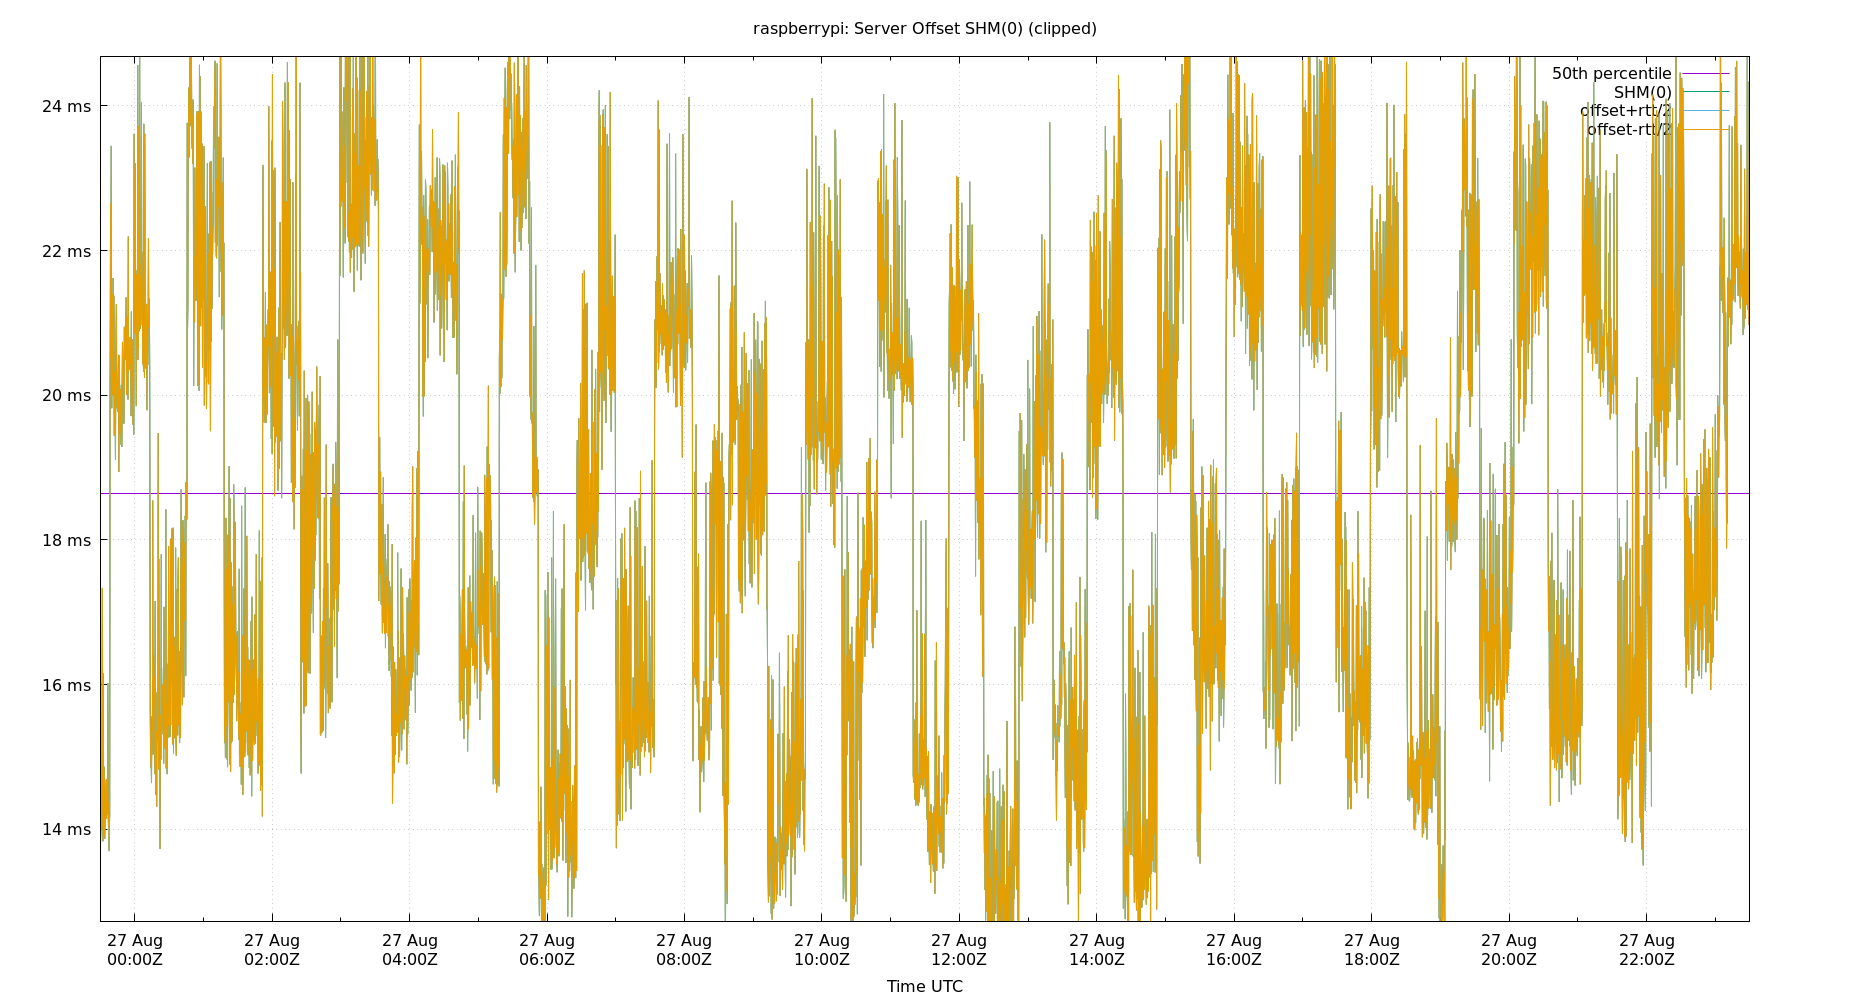 raspberrypi: Server Offset SHM(0) (clipped)
50th percentile
SHM(0)
offset+rtt/2
offset-rtt/2
24 ms
22 ms
20 ms
18 ms
16 ms
14 ms
27 Aug 27 Aug 27 Aug 27 Aug 27 Aug 27 Aug 27 Aug 27 Aug 27 Aug 27 Aug 27 Aug 27 Aug
00:00Z 02:00Z 04:00Z 06:00Z 08:00Z 10:00Z 12:00Z 14:00Z 16:00Z 18:00Z 20:00Z 22:00Z
Time UTC